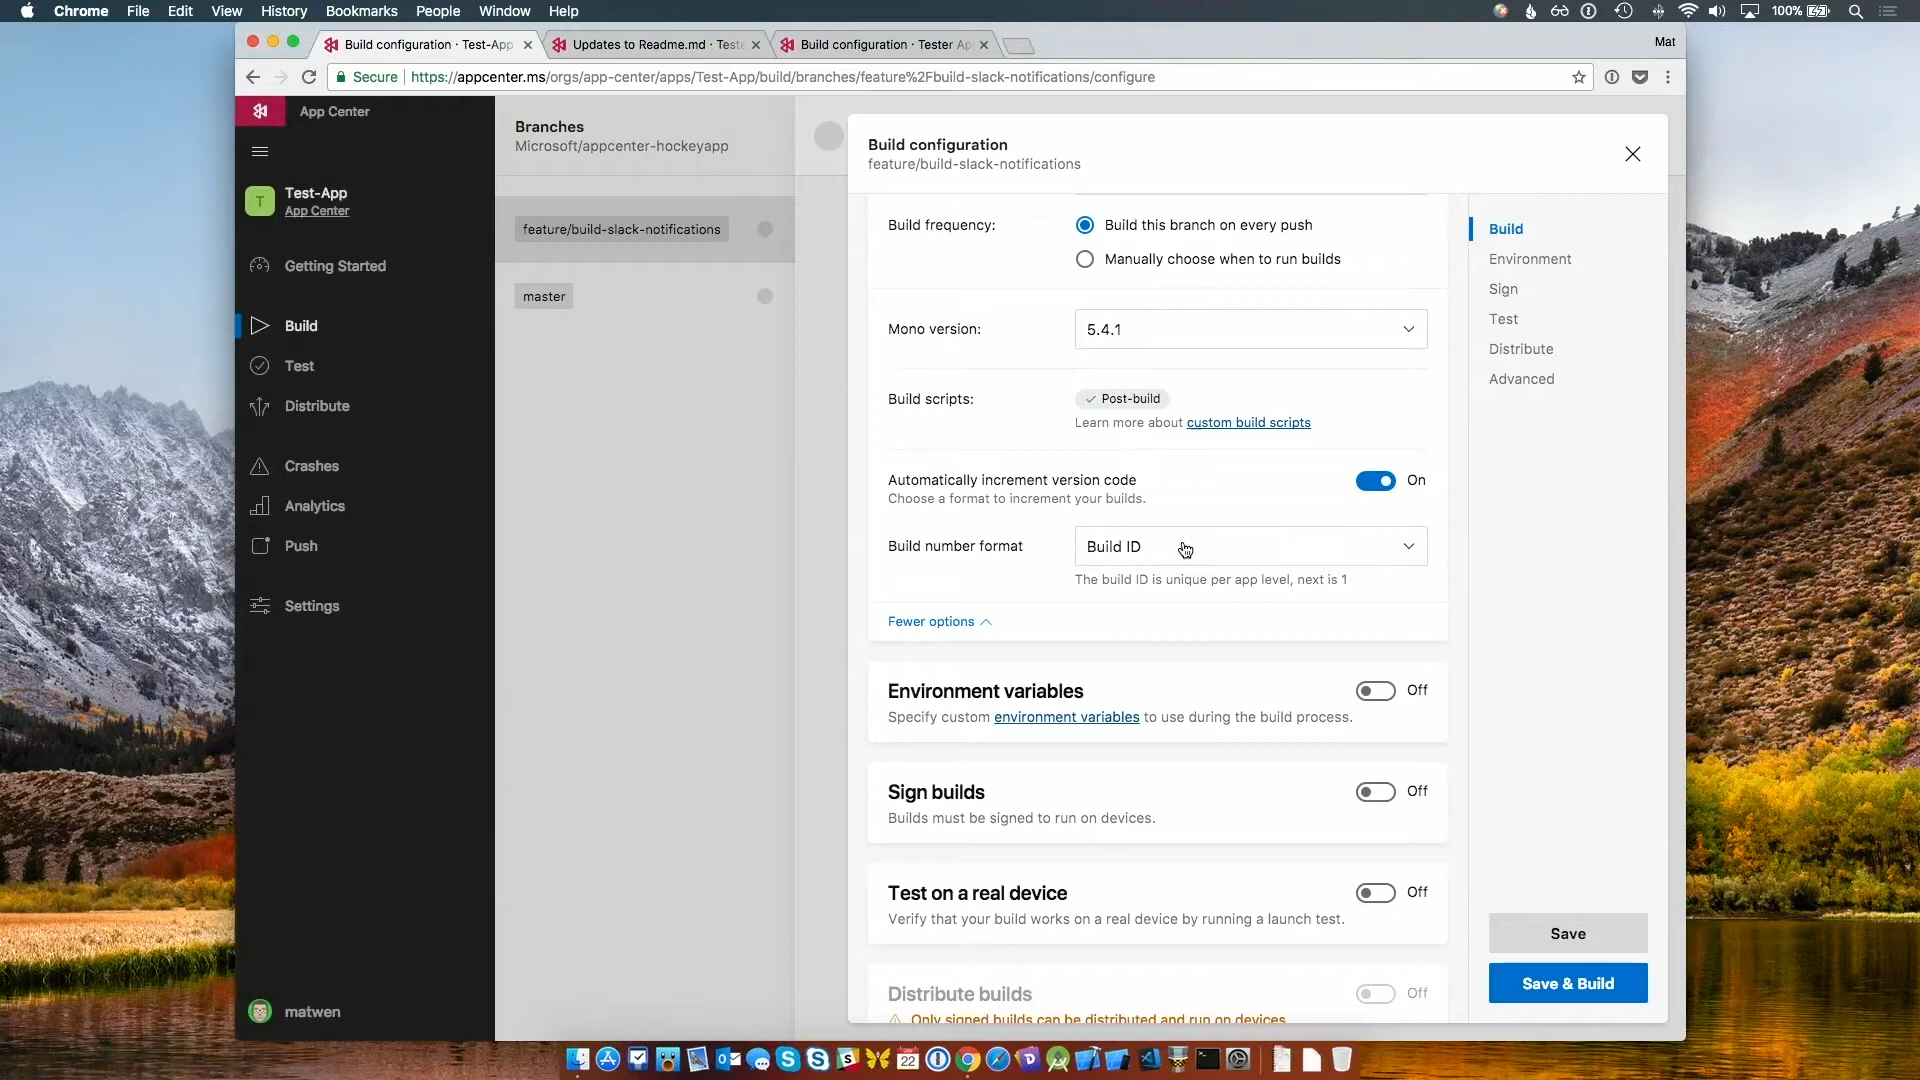 Chrome File Edit View History Bookmarks People Window Help
100%
Build configuration · Test-App
Updates to Readme.md · Teste
Build configuration · Tester Ap
Mat
Secure https://appcenter.ms/orgs/app-center/apps/Test-App/build/branches/feature%2Fbuild-slack-notifications/configure
App Center
T
Test-App
App Center
Getting Started
Build
Test
Distribute
Crashes
Analytics
Push
Settings
matwen
Branches
Microsoft/appcenter-hockeyapp
feature/build-slack-notifications
master
Build configuration
feature/build-slack-notifications
Build frequency:
Build this branch on every push
Manually choose when to run builds
Mono version:
5.4.1
Build scripts:
Post-build
Learn more about custom build scripts
Automatically increment version code
On
Choose a format to increment your builds.
Build number format
Build ID
The build ID is unique per app level, next is 1
Fewer options
Environment variables
Off
Specify custom environment variables to use during the build process.
Sign builds
Off
Builds must be signed to run on devices.
Test on a real device
Off
Verify that your build works on a real device by running a launch test.
Distribute builds
Off
Only signed builds can be distributed and run on devices
Build
Environment
Sign
Test
Distribute
Advanced
Save
Save & Build
22